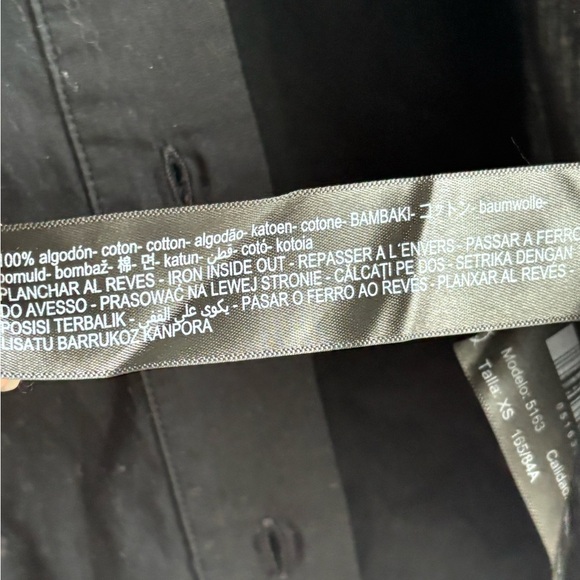 100% algodón- coton- cotton- algodão- katoen- cotone- BAMBAKI- コットン- baumwolle-
bomuld- bombaž- 棉- 면- katun- قطن- cotó- kotoia
PLANCHAR AL REVES- IRON INSIDE OUT- REPASSER A L´ENVERS- PASSAR A FERRO
DO AVESSO- PRASOWAĆ NA LEWEJ STRONIE- CĂLCAŢI PE DOS- SETRIKA DENGAN
POSISI TERBALIK- يكوى على القفى- PASAR O FERRO AO REVÉS- PLANXAR AL REVÉS-
LISATU BARRUKOZ KANPORA
Modelo: 5163
Talla: XS 165/84A